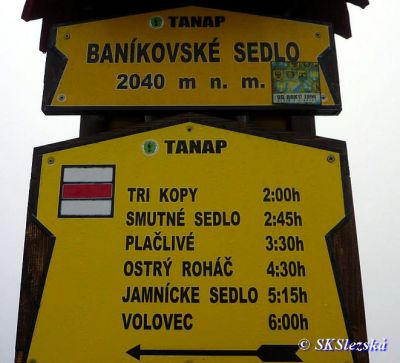 TANAP
BANÍKOVSKÉ SEDLO
2040 m n. m.
TANAP
TRI KOPY 2:00h
SMUTNÉ SEDLO 2:45h
PLAČLIVÉ 3:30h
OSTRÝ ROHÁČ 4:30h
JAMNÍCKE SEDLO 5:15h
VOLOVEC 6:00h
© SKSlezská